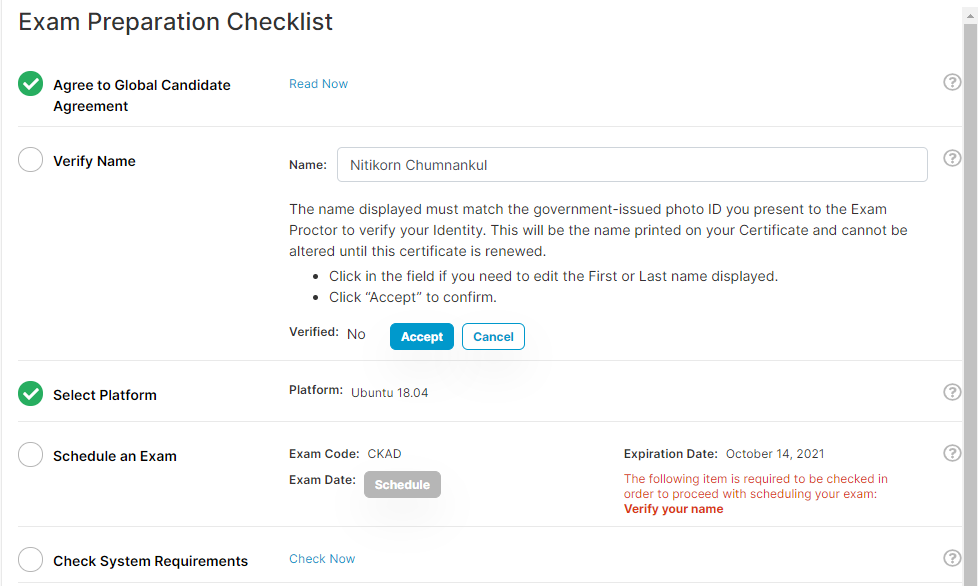 Exam Preparation Checklist
Agree to Global Candidate
Agreement
Read Now
?
Verify Name
Name:
Nitikorn Chumnankul
?
The name displayed must match the government-issued photo ID you present to the Exam
Proctor to verify your Identity. This will be the name printed on your Certificate and cannot be
altered until this certificate is renewed.
• Click in the field if you need to edit the First or Last name displayed.
• Click “Accept” to confirm.
Verified: No
Accept
Cancel
Select Platform
Platform: Ubuntu 18.04
?
Schedule an Exam
Exam Code: CKAD
Exam Date: Schedule
Expiration Date: October 14, 2021
The following item is required to be checked in
order to proceed with scheduling your exam:
Verify your name
?
Check System Requirements
Check Now
?